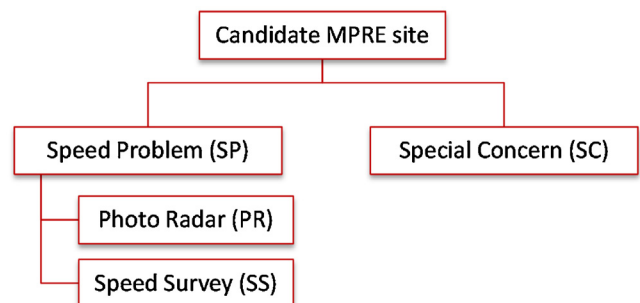 Candidate MPRE site
Speed Problem (SP)
Special Concern (SC)
Photo Radar (PR)
Speed Survey (SS)